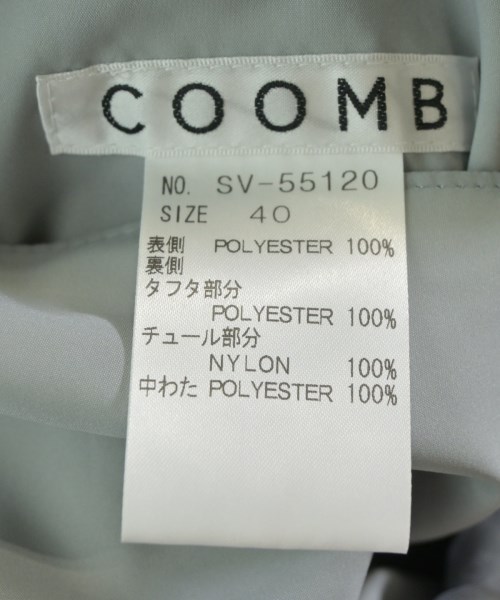 COOMB
NO. SV-55120
SIZE 40
表側 POLYESTER 100%
裏側
タフタ部分
POLYESTER 100%
チュール部分
NYLON 100%
中わた POLYESTER 100%